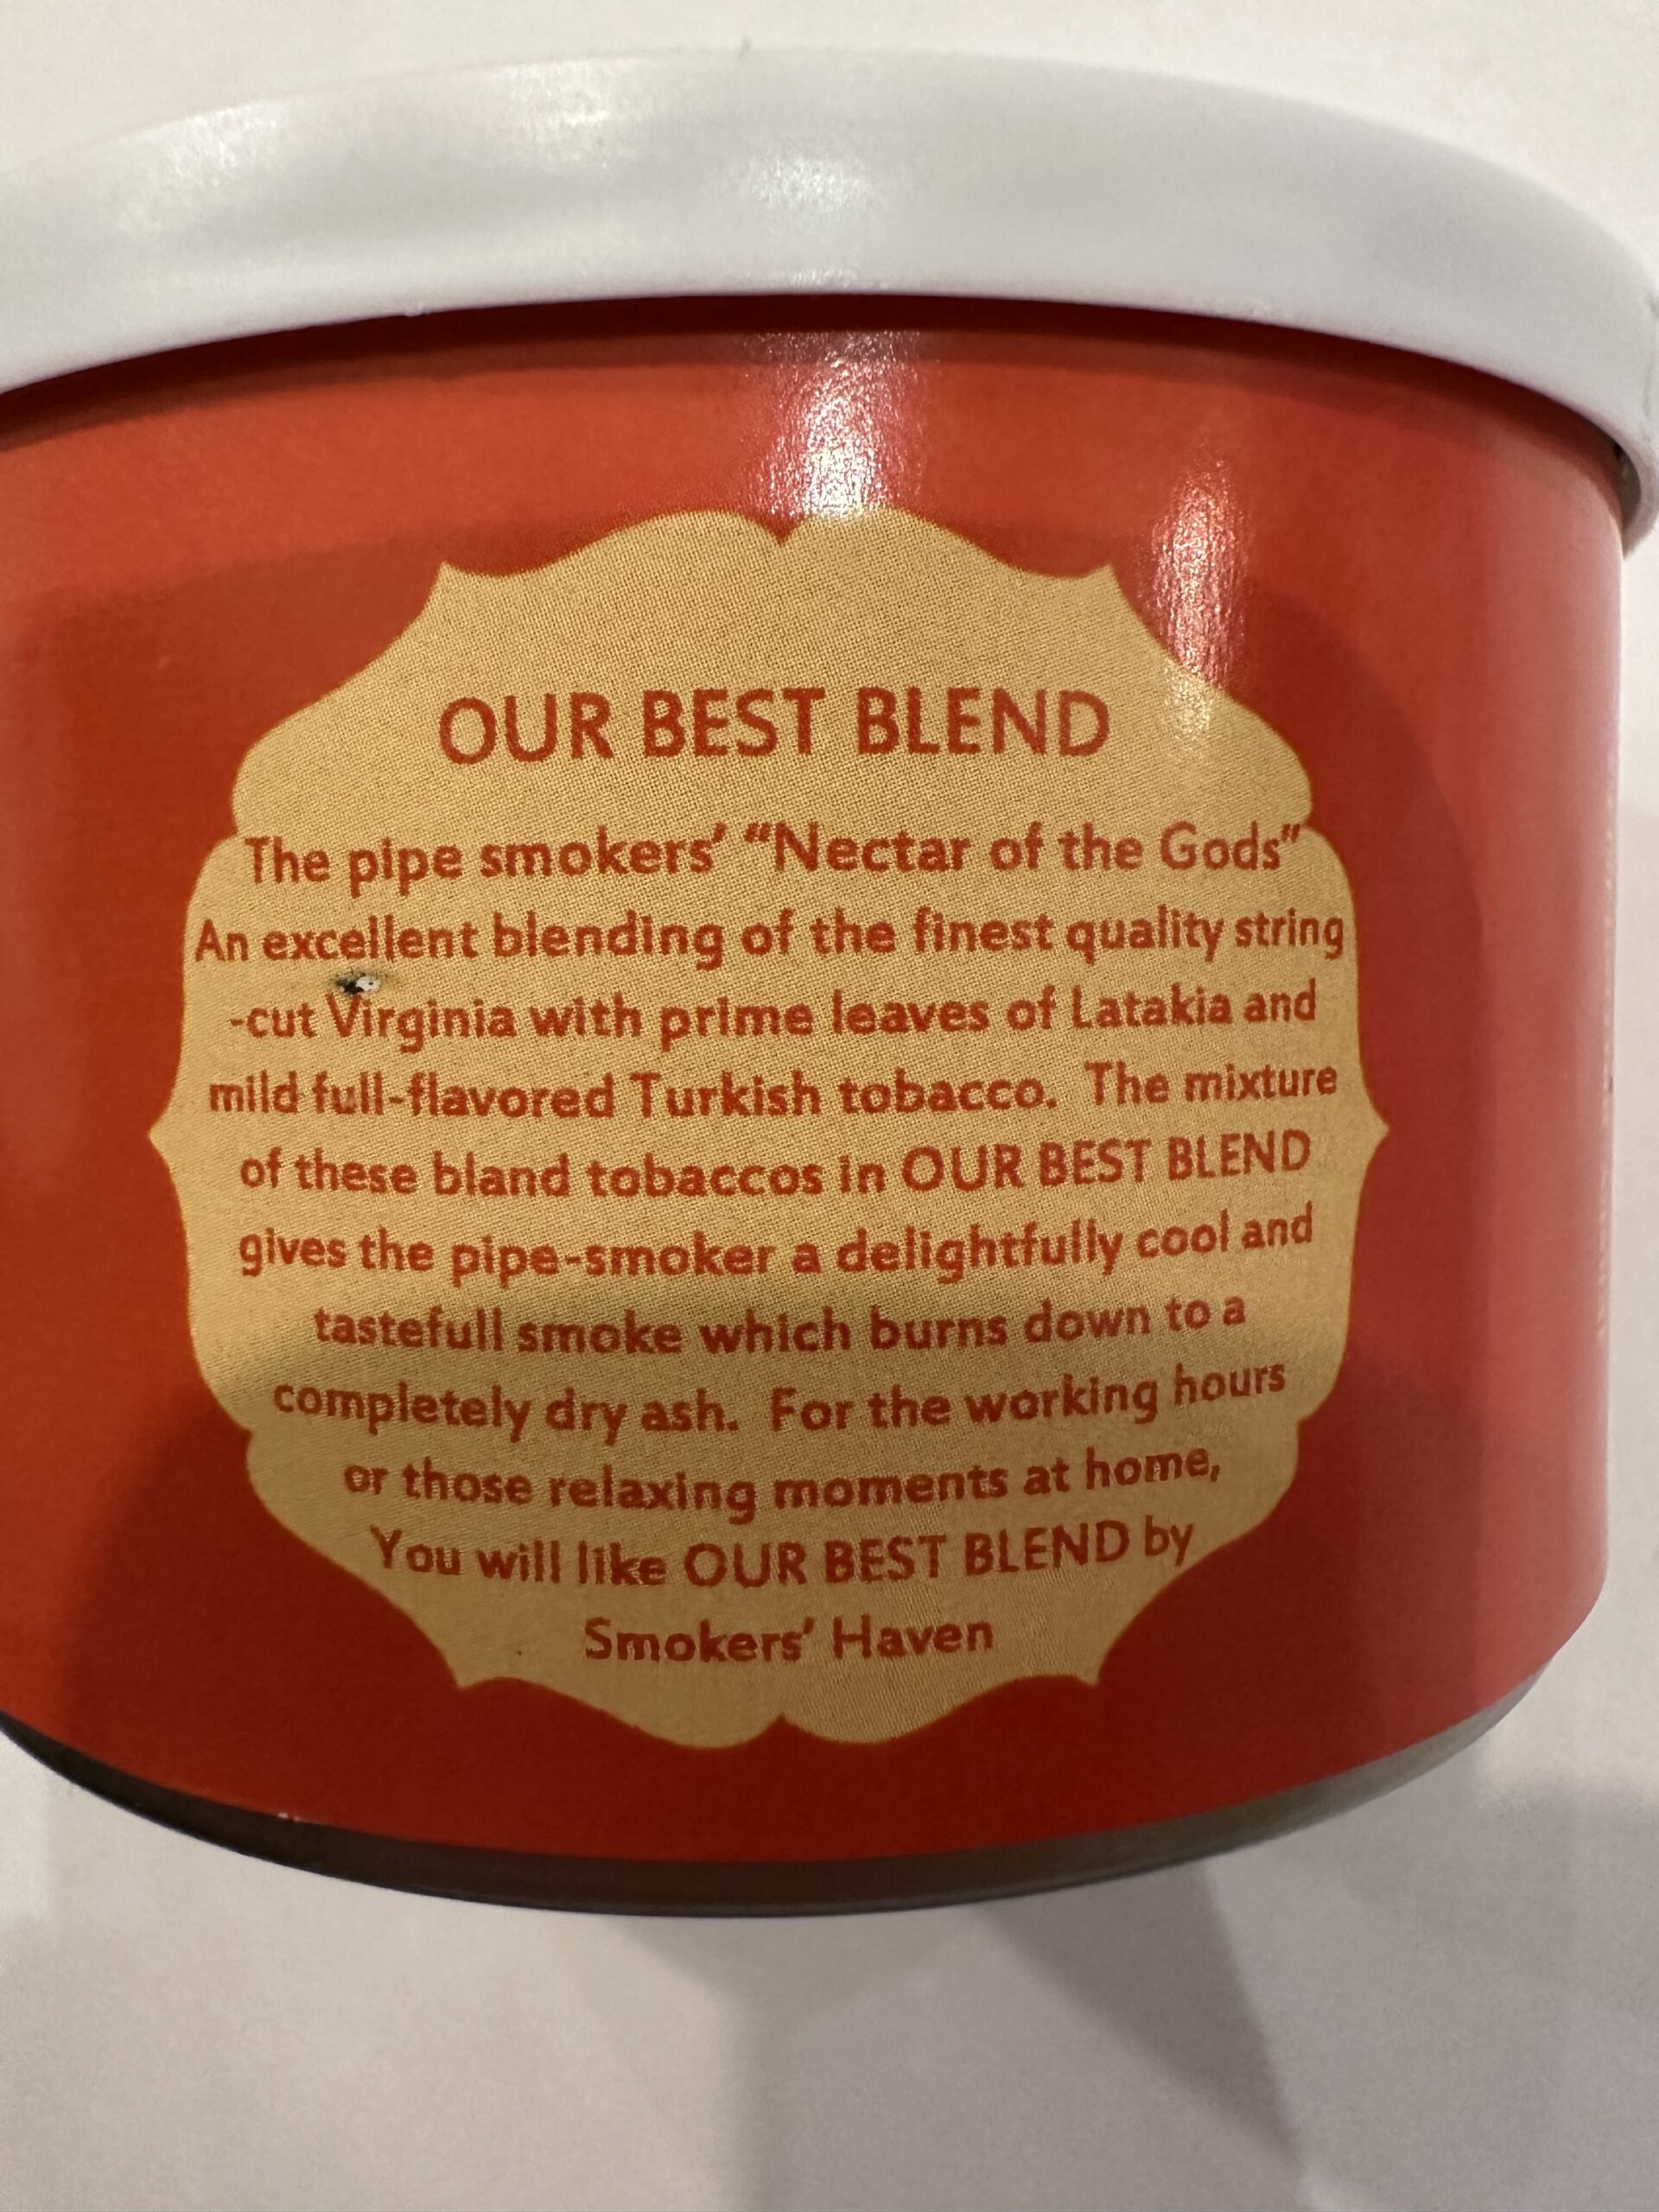 OUR BEST BLEND
The pipe smokers' "Nectar of the Gods"
An excellent blending of the finest quality string
-cut Virginia with prime leaves of Latakia and
mild full-flavored Turkish tobacco. The mixture
of these bland tobaccos in OUR BEST BLEND
gives the pipe-smoker a delightfully cool and
tastefull smoke which burns down to a
completely dry ash. For the working hours
or those relaxing moments at home,
You will like OUR BEST BLEND by
Smokers' Haven